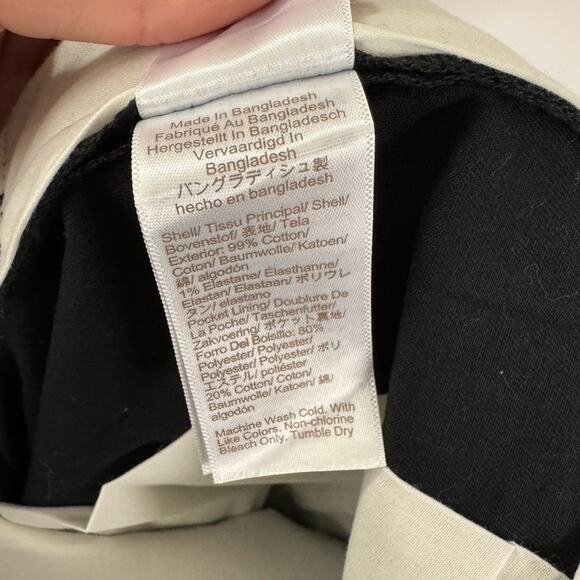 Made In Bangladesh
Fabriqué Au Bangladesh
Hergestellt In Bangladesch
Vervaardigd In
Bangladesh
バングラディシュ製
hecho en bangladesh
Shell/ Tissu Principal/ Shell/
Bovenstof/ 表地/ Tela
Exterior: 99% Cotton/
Coton/ Baumwolle/ Katoen/
綿/ algodón
1% Elastane/ Élasthanne/
Elastan/ Elastaan/ ポリウレ
タン/ elastano
Pocket Lining/ Doublure De
La Poche/ Taschenfutter/
Zakvoering/ ポケット裏地/
Forro Del Bolsillo: 80%
Polyester/ Polyester/
Polyester/ Polyester/ ポリ
エステル/ poliéster
20% Cotton/ Coton/
Baumwolle/ Katoen/ 綿/
algodón
Machine Wash Cold. With
Like Colors. Non-chlorine
Bleach Only. Tumble Dry